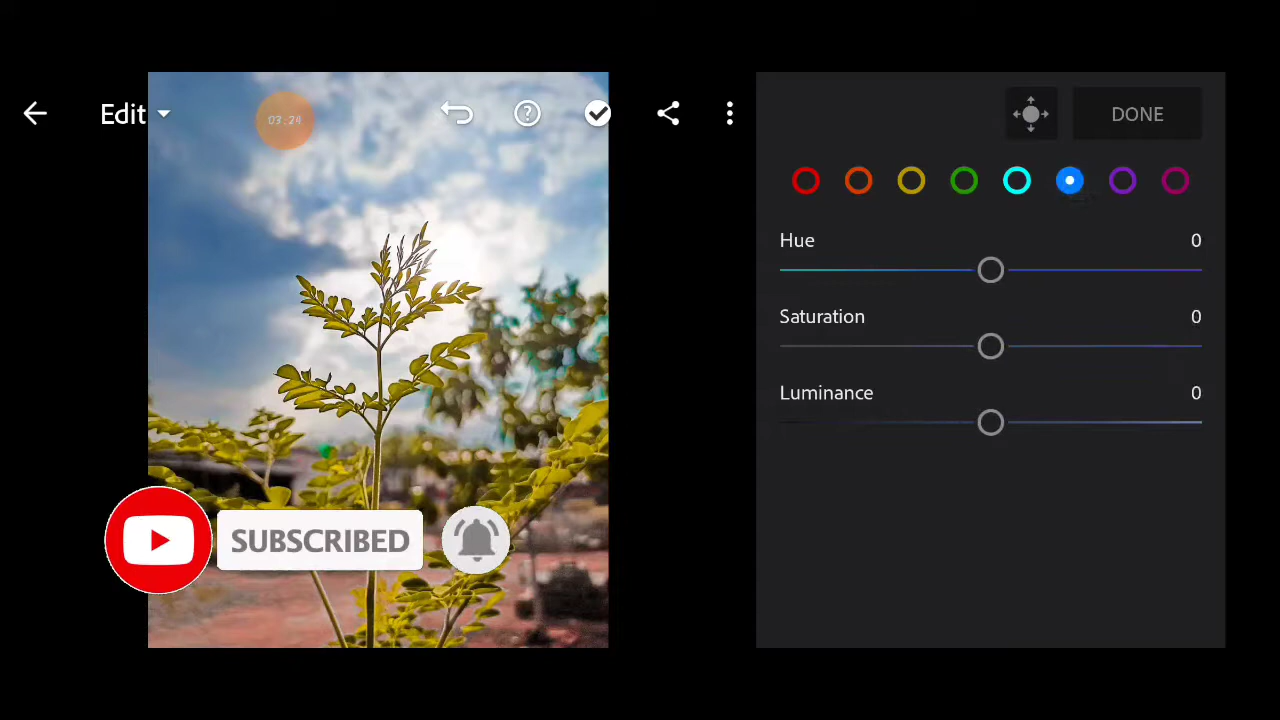 Edit
03:24
?
DONE
Hue 0
Saturation 0
Luminance 0
SUBSCRIBED